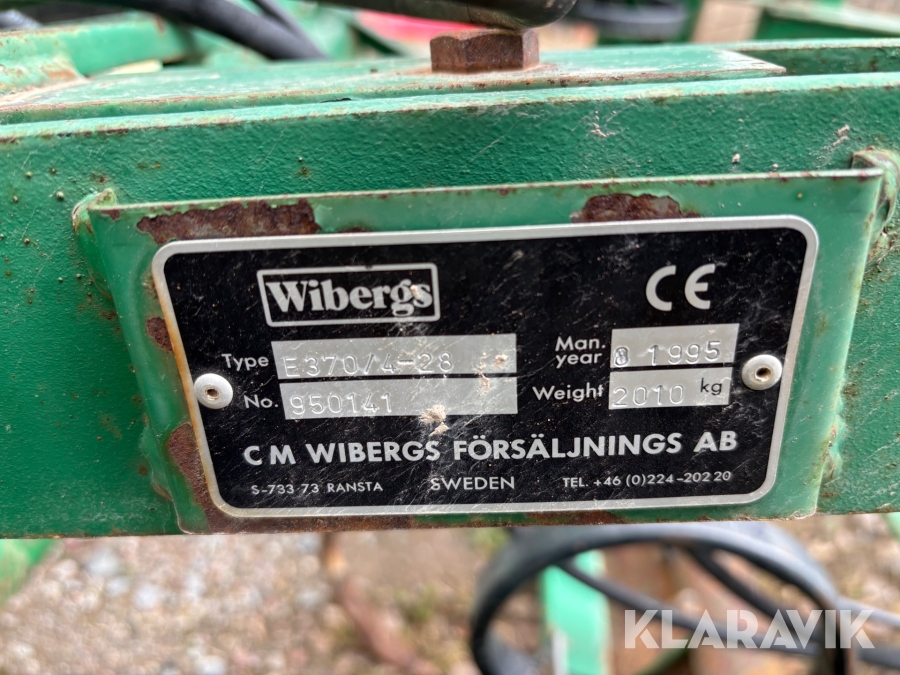 Wibergs
CE
Type E370/4-28
Man. year 8 1995
No. 950141
Weight 2010 kg
C M WIBERGS FÖRSÄLJNINGS AB
S-733 73 RANSTA SWEDEN TEL. +46 (0)224-202 20
KLARAVIK